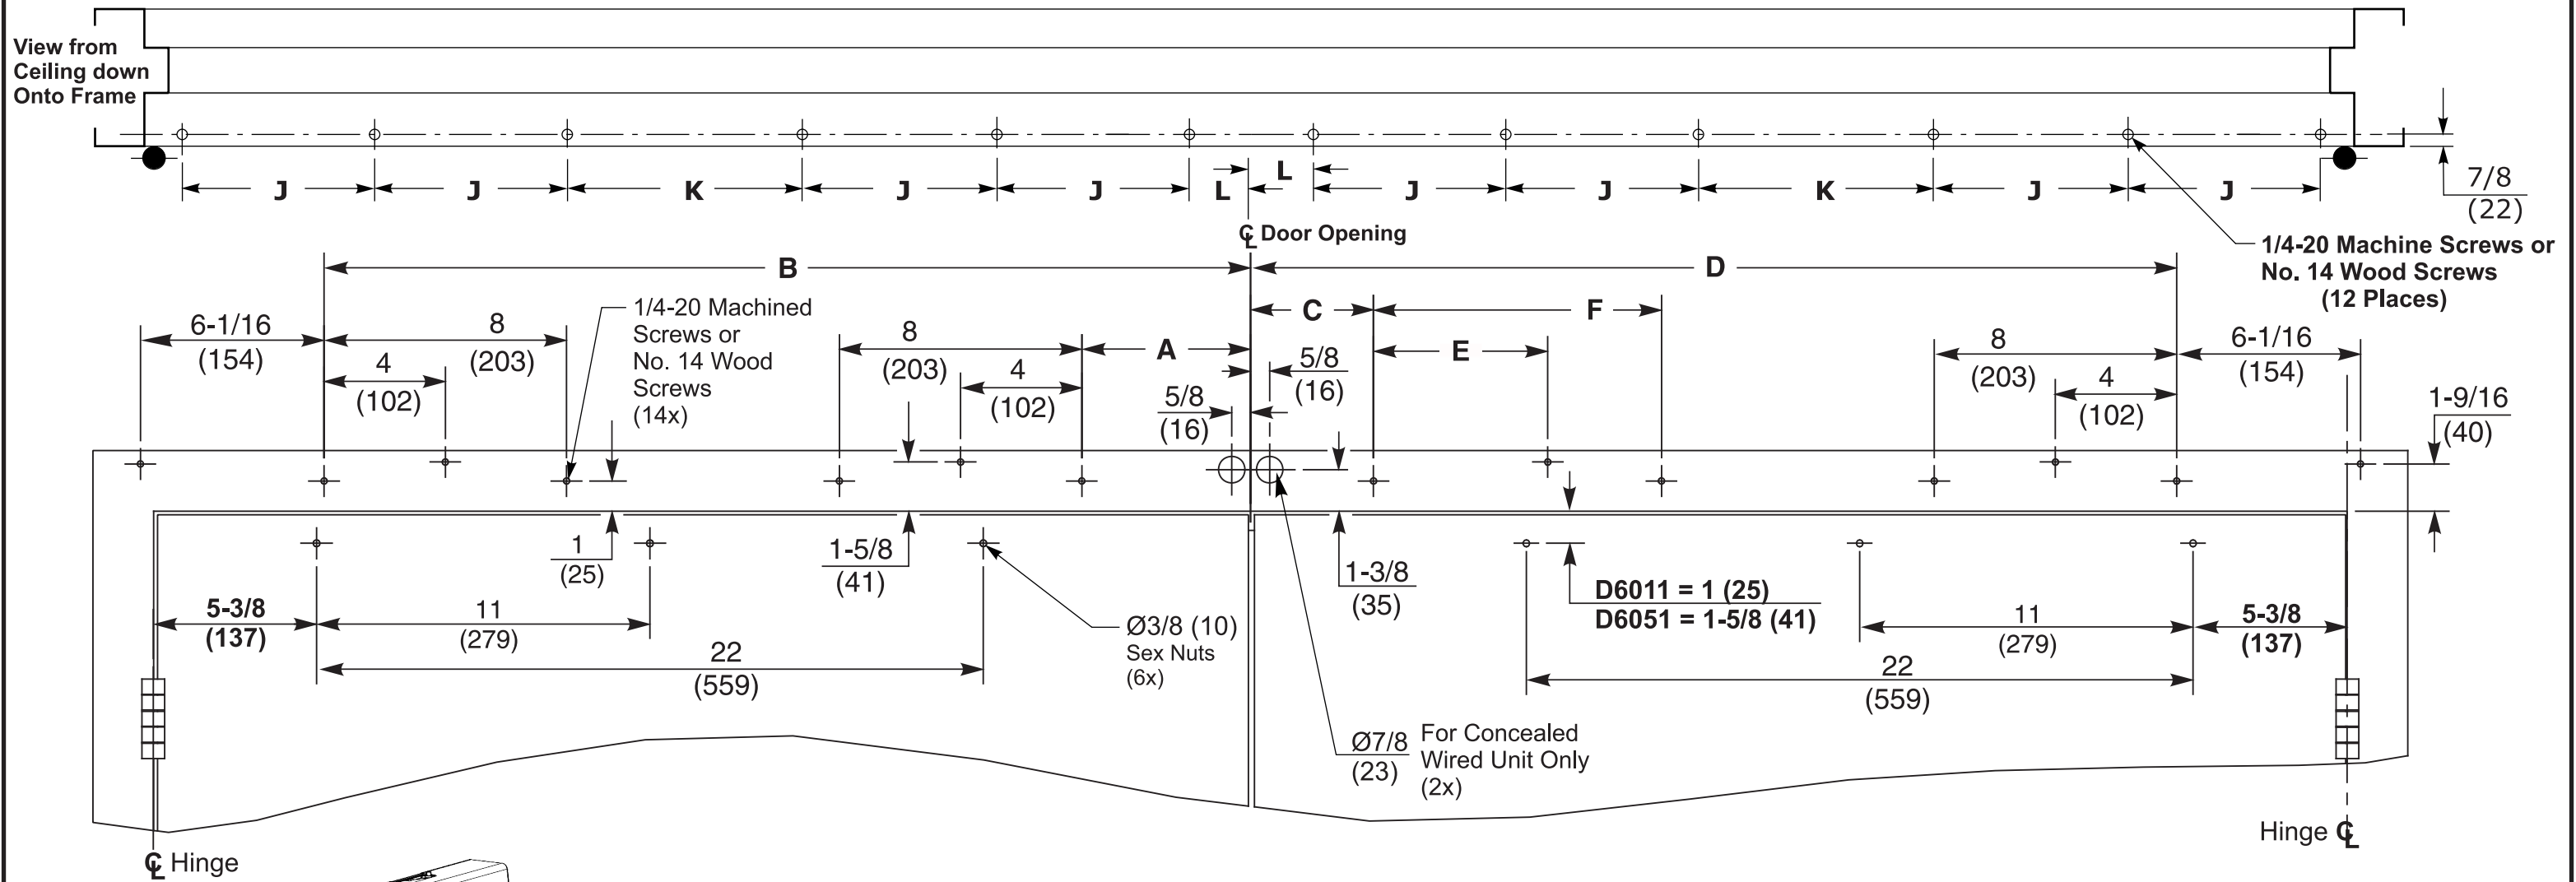 View from
Ceiling down
Onto Frame
J J K J J L L J J K J J
7/8
(22)
℄ Door Opening
1/4-20 Machine Screws or
No. 14 Wood Screws
(12 Places)
B D
1/4-20 Machined
Screws or
No. 14 Wood
Screws
(14x)
C F
6-1/16
(154)
8
(203)
4
(102)
8
(203)
4
(102)
A
5/8
(16)
5/8
(16)
E
8
(203)
4
(102)
6-1/16
(154)
1-9/16
(40)
1
(25)
1-5/8
(41)
1-3/8
(35)
D6011 = 1 (25)
D6051 = 1-5/8 (41)
5-3/8
(137)
11
(279)
22
(559)
Ø3/8 (10)
Sex Nuts
(6x)
11
(279)
5-3/8
(137)
22
(559)
Ø7/8
(23)
For Concealed
Wired Unit Only
(2x)
℄ Hinge
Hinge ℄